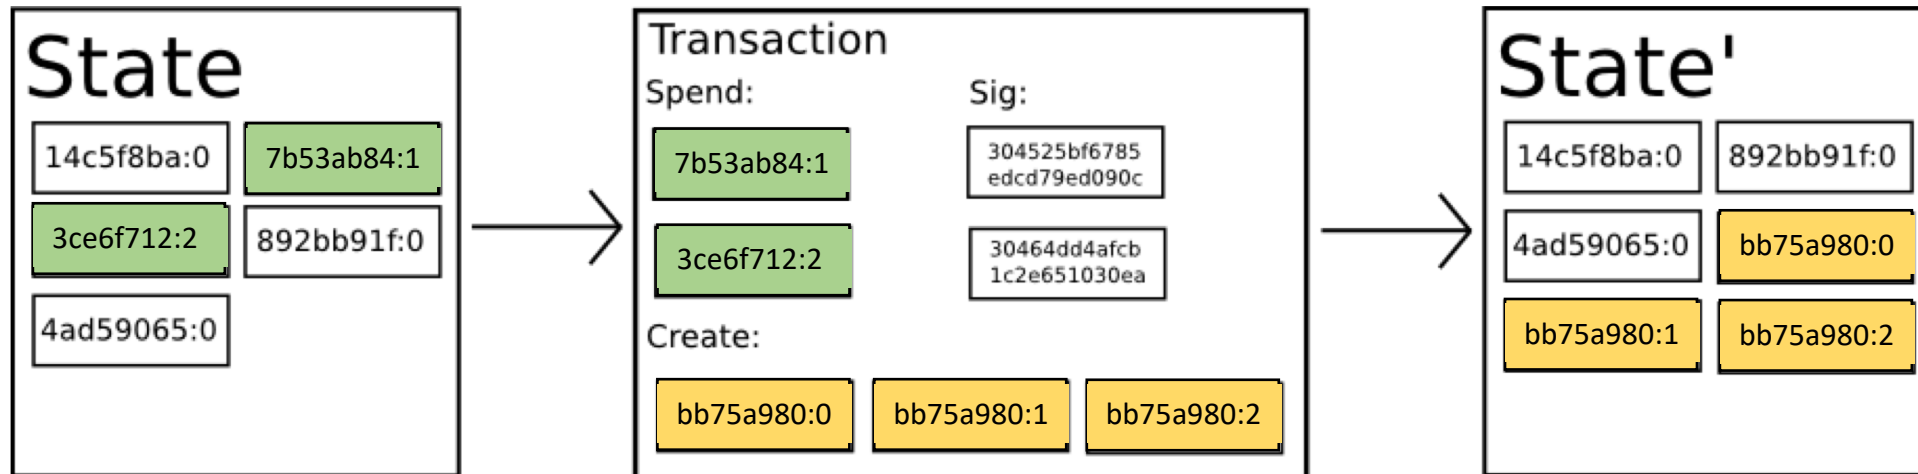 State
14c5f8ba:0
7b53ab84:1
3ce6f712:2
892bb91f:0
4ad59065:0
Transaction
Spend:
Sig:
7b53ab84:1
304525bf6785
edcd79ed090c
3ce6f712:2
30464dd4afcb
1c2e651030ea
Create:
bb75a980:0
bb75a980:1
bb75a980:2
State'
14c5f8ba:0
892bb91f:0
4ad59065:0
bb75a980:0
bb75a980:1
bb75a980:2